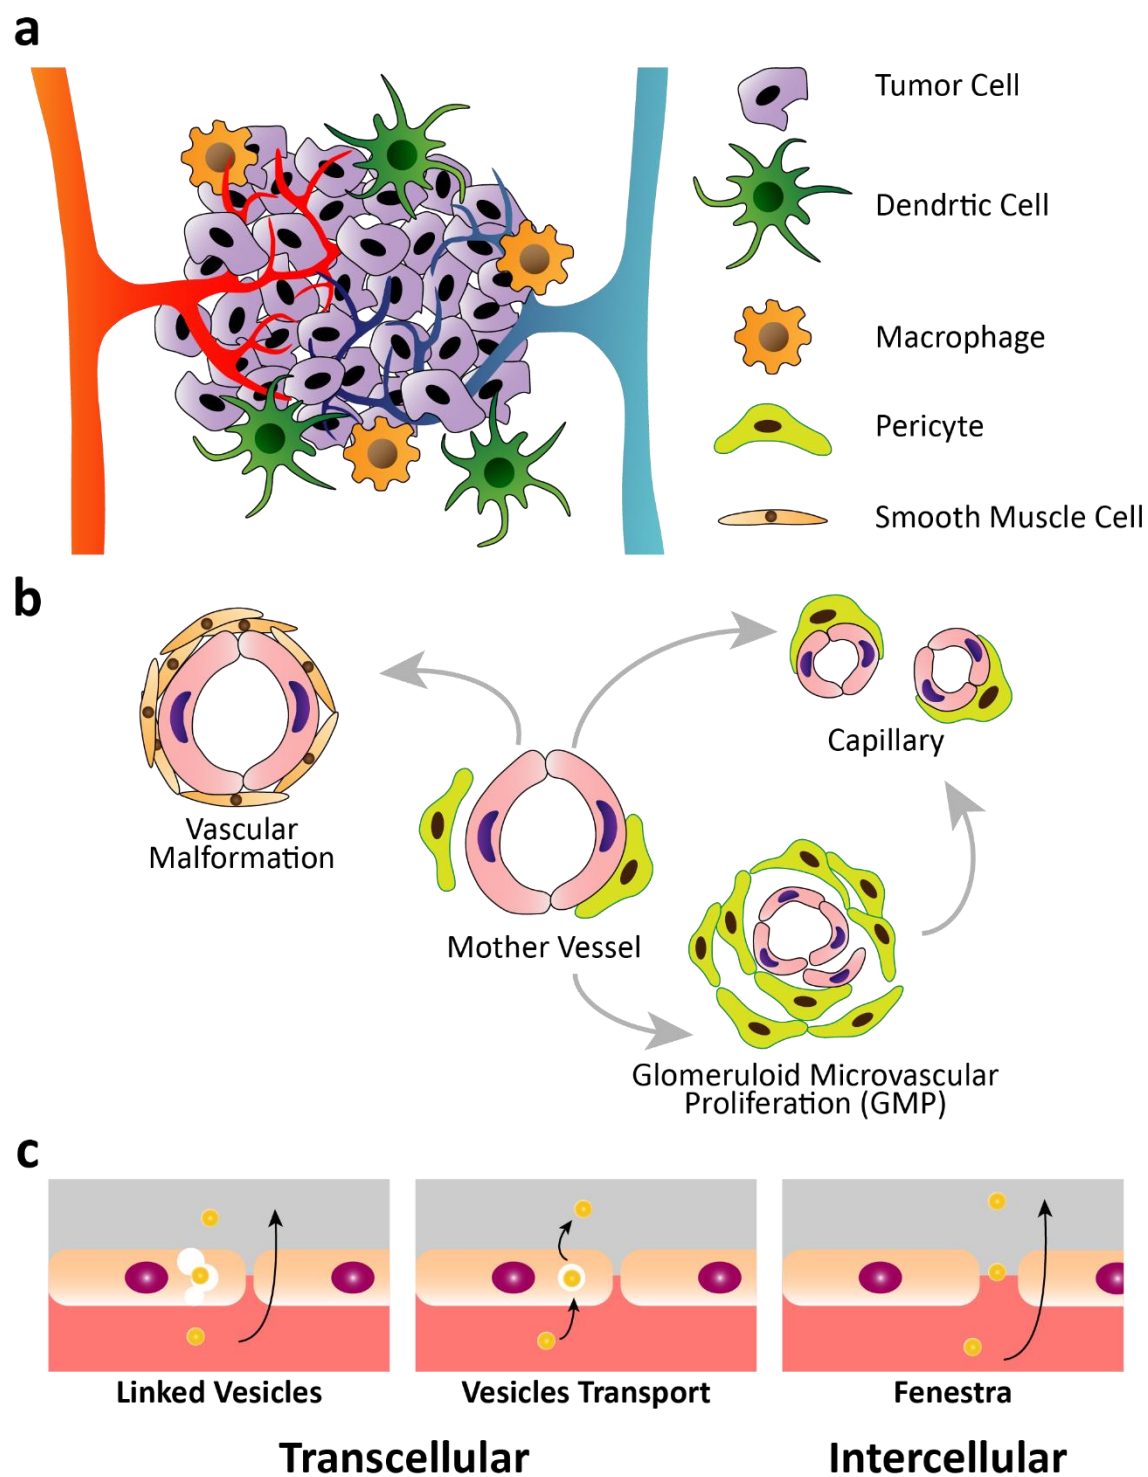 a
Tumor Cell
Dendrtic Cell
Macrophage
Pericyte
Smooth Muscle Cell
b
Vascular
Malformation
Mother Vessel
Capillary
Glomeruloid Microvascular
Proliferation (GMP)
c
Linked Vesicles
Vesicles Transport
Fenestra
Transcellular
Intercellular